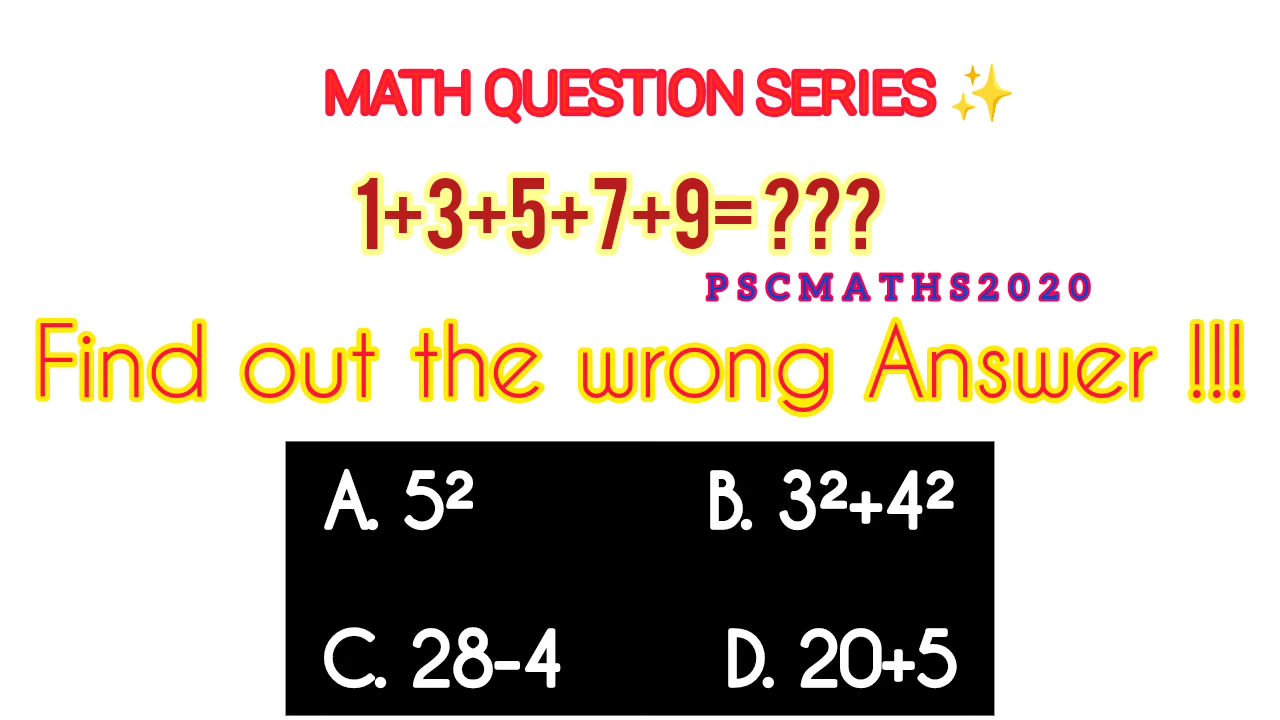 MATH QUESTION SERIES ✨
1+3+5+7+9=???
PSCMATHS2020
Find out the wrong Answer !!!
A. 5² B. 3²+4²
C. 28-4 D. 20+5